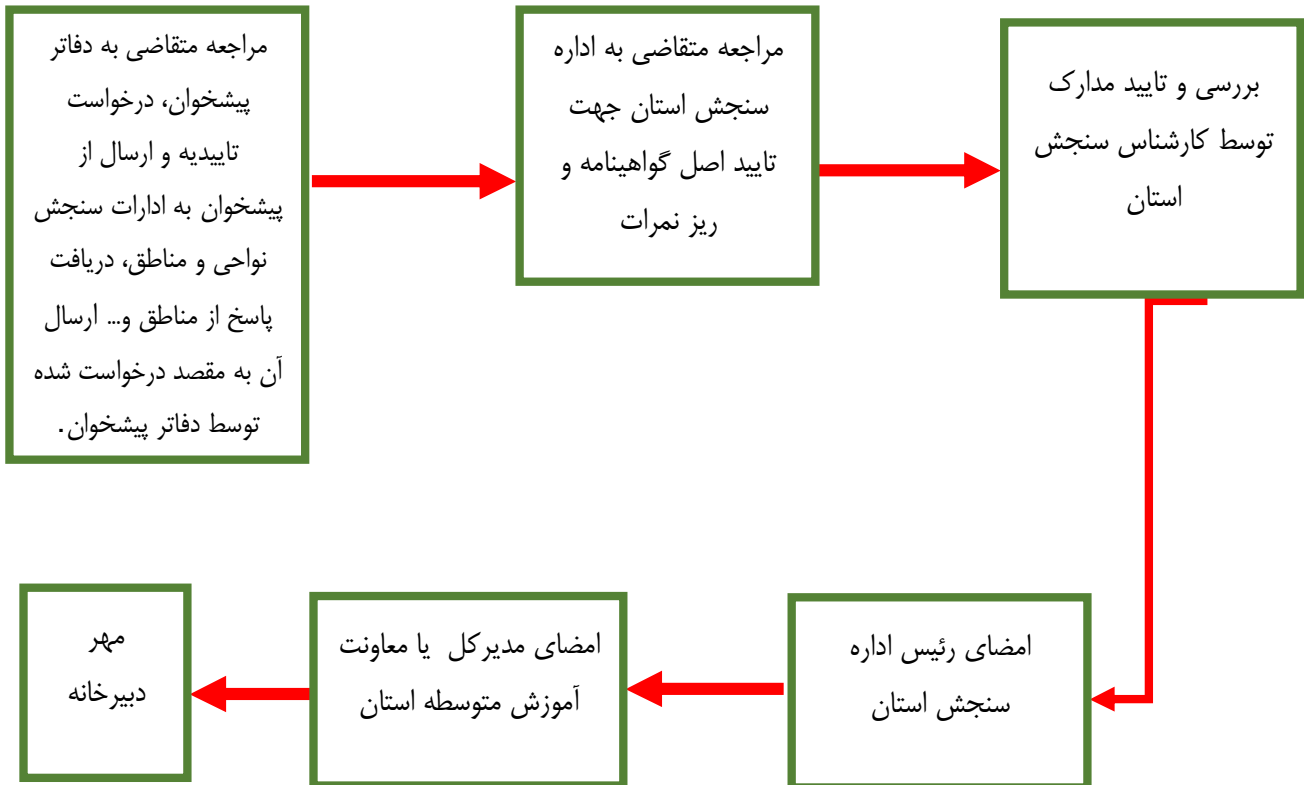 مراجعه متقاضی به دفاتر
پیشخوان، درخواست
تاییدیه و ارسال از
پیشخوان به ادارات سنجش
نواحی و مناطق، دریافت
پاسخ از مناطق و... ارسال
آن به مقصد درخواست شده
توسط دفاتر پیشخوان.
مراجعه متقاضی به اداره
سنجش استان جهت
تایید اصل گواهینامه و
ریز نمرات
بررسی و تایید مدارک
توسط کارشناس سنجش
استان
امضای رئیس اداره
سنجش استان
امضای مدیرکل یا معاونت
آموزش متوسطه استان
مهر
دبیرخانه